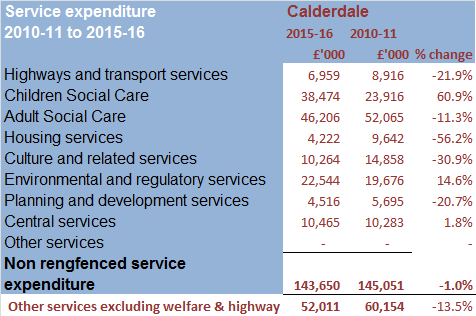 Service expenditure Calderdale
2010-11 to 2015-16 2015-16 2010-11
£'000 £'000 % change
Highways and transport services 6,959 8,916 -21.9%
Children Social Care 38,474 23,916 60.9%
Adult Social Care 46,206 52,065 -11.3%
Housing services 4,222 9,642 -56.2%
Culture and related services 10,264 14,858 -30.9%
Environmental and regulatory services 22,544 19,676 14.6%
Planning and development services 4,516 5,695 -20.7%
Central services 10,465 10,283 1.8%
Other services - - -
Non rengfenced service
expenditure 143,650 145,051 -1.0%
Other services excluding welfare & highway 52,011 60,154 -13.5%